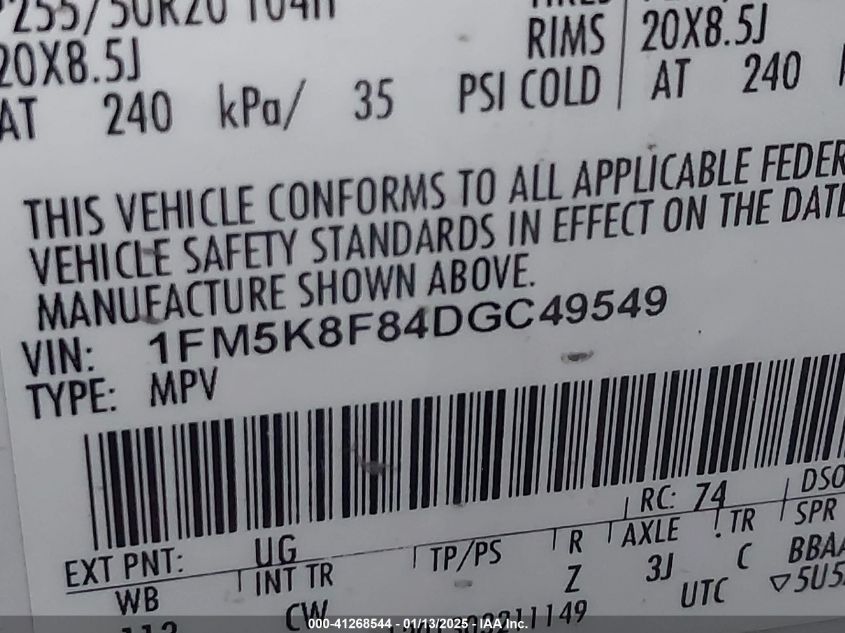 255/50R20 104H
20X8.5J
RIMS 20X8.5J
AT 240 kPa/ 35 PSI COLD AT 240
THIS VEHICLE CONFORMS TO ALL APPLICABLE FEDER
VEHICLE SAFETY STANDARDS IN EFFECT ON THE DATE
MANUFACTURE SHOWN ABOVE.
VIN: 1FM5K8F84DGC49549
TYPE: MPV
RC: 74 DSO
EXT PNT: UG
WB INT TR TP/PS R AXLE TR SPR
CW Z 3J C BBAA
UTC ▽5U5
000-41268544 - 01/13/2025 - IAA Inc.